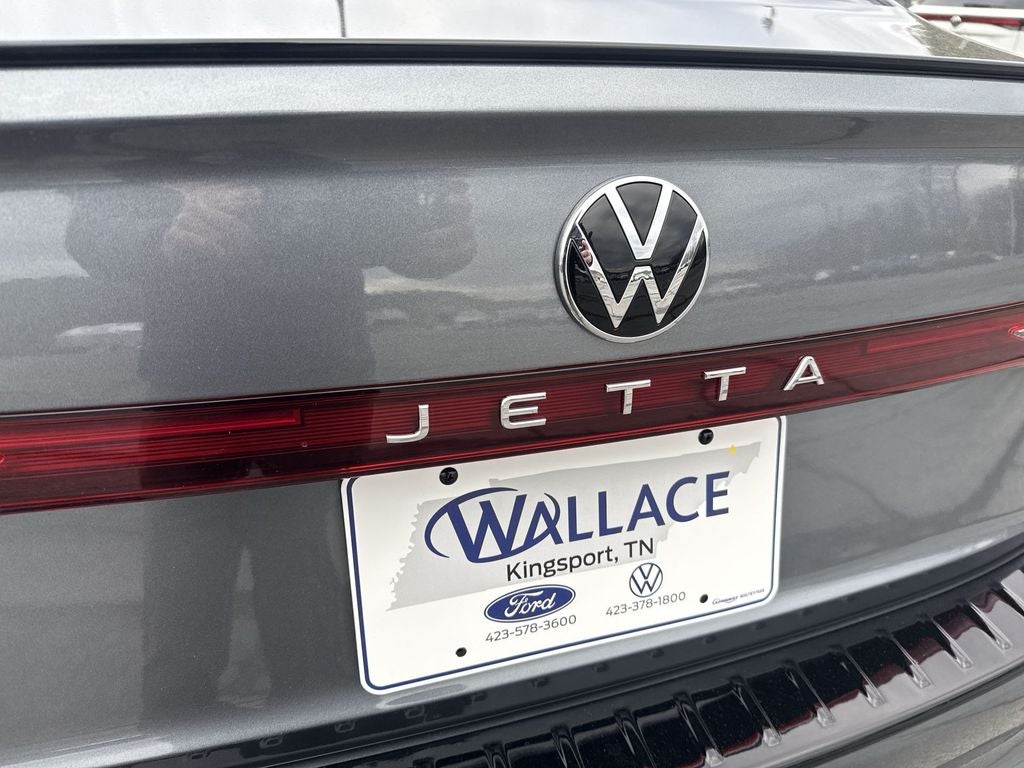 JETTA
WALLACE
Kingsport, TN
Ford
423-578-3600
423-378-1800